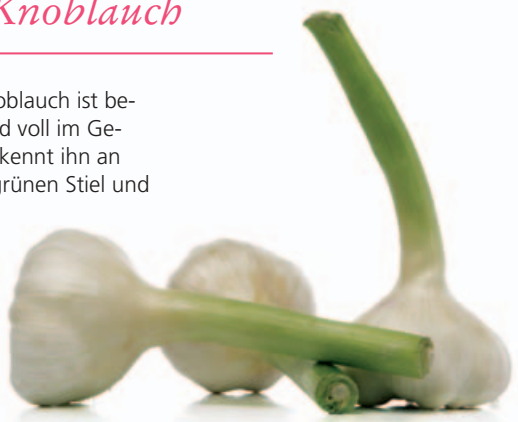 Knoblauch
oblauch ist be-
d voll im Ge-
kennt ihn an
grünen Stiel und